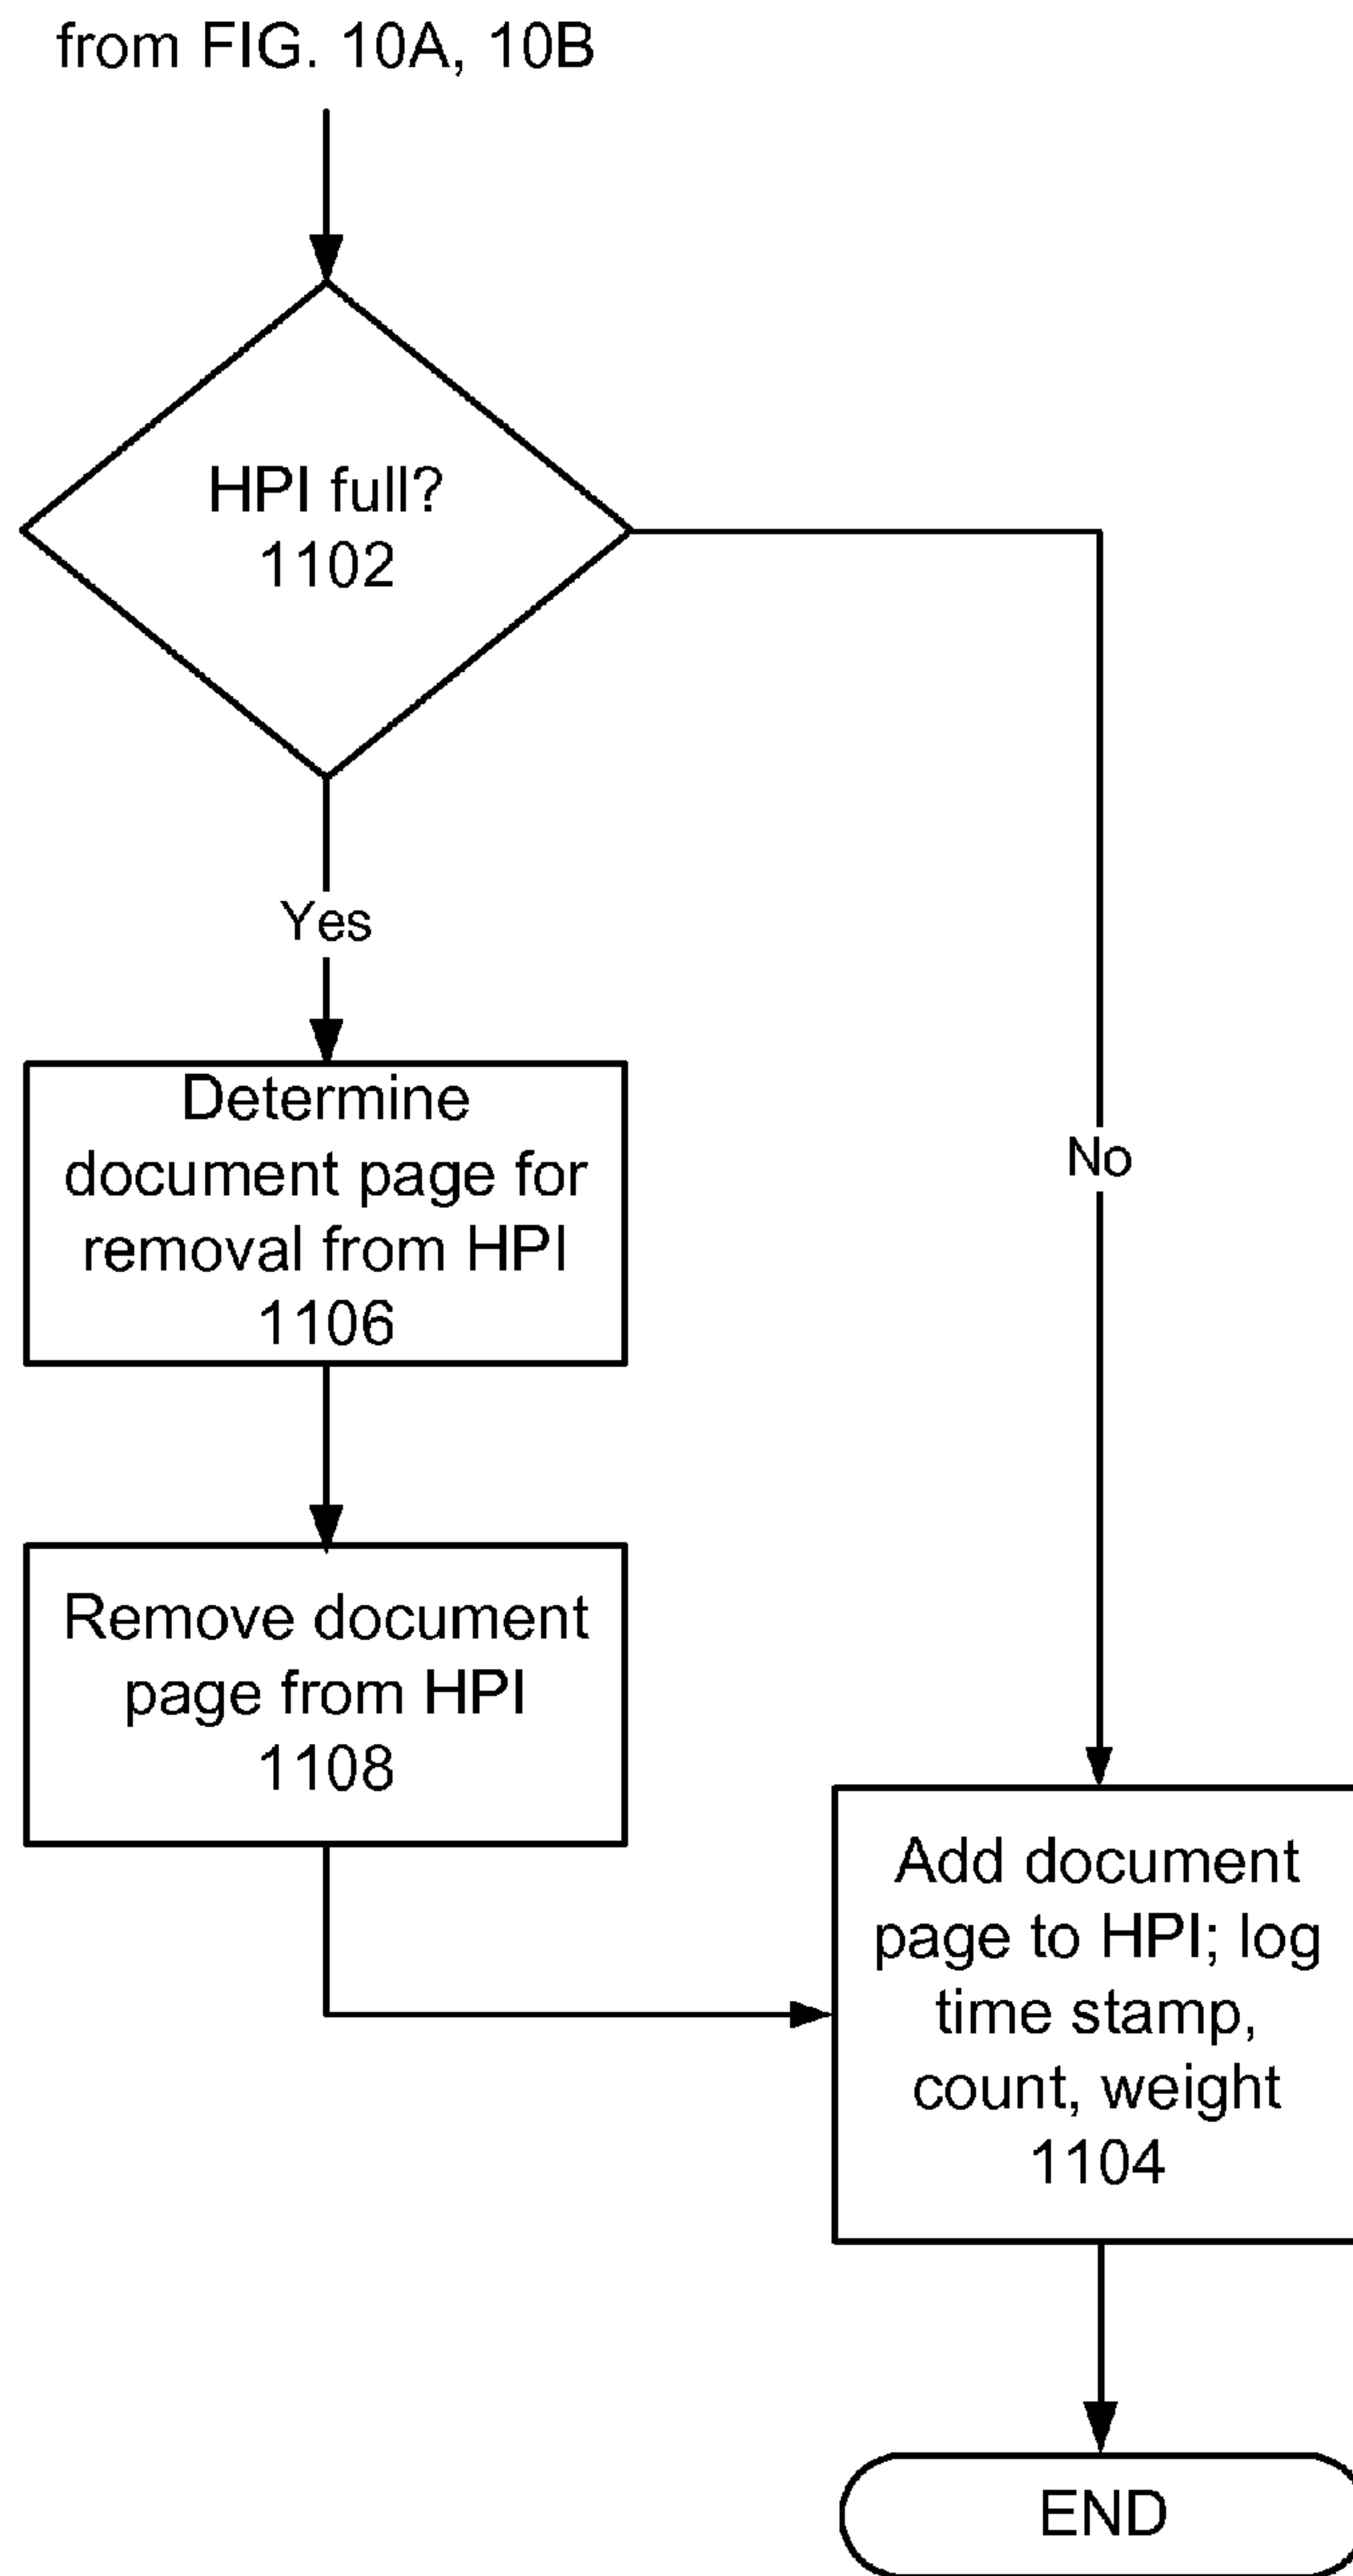 from FIG. 10A, 10B
HPI full?
1102
Yes
Determine
document page for
removal from HPI
1106
No
Remove document
page from HPI
1108
Add document
page to HPI; log
time stamp,
count, weight
1104
END